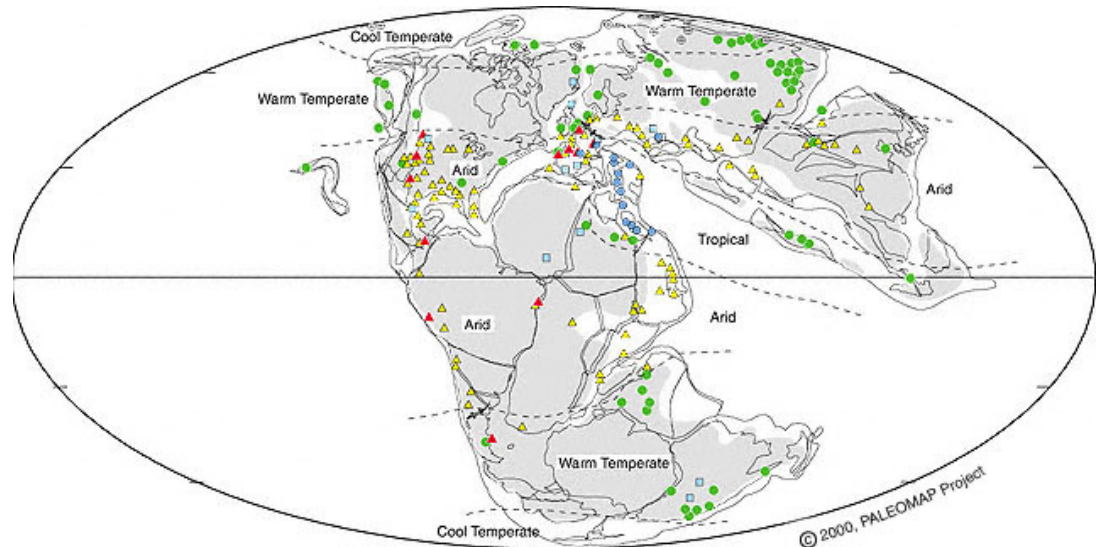 Cool Temperate
Warm Temperate
Warm Temperate
Arid
Arid
Tropical
Arid
Arid
Warm Temperate
Cool Temperate
© 2000, PALEOMAP Project